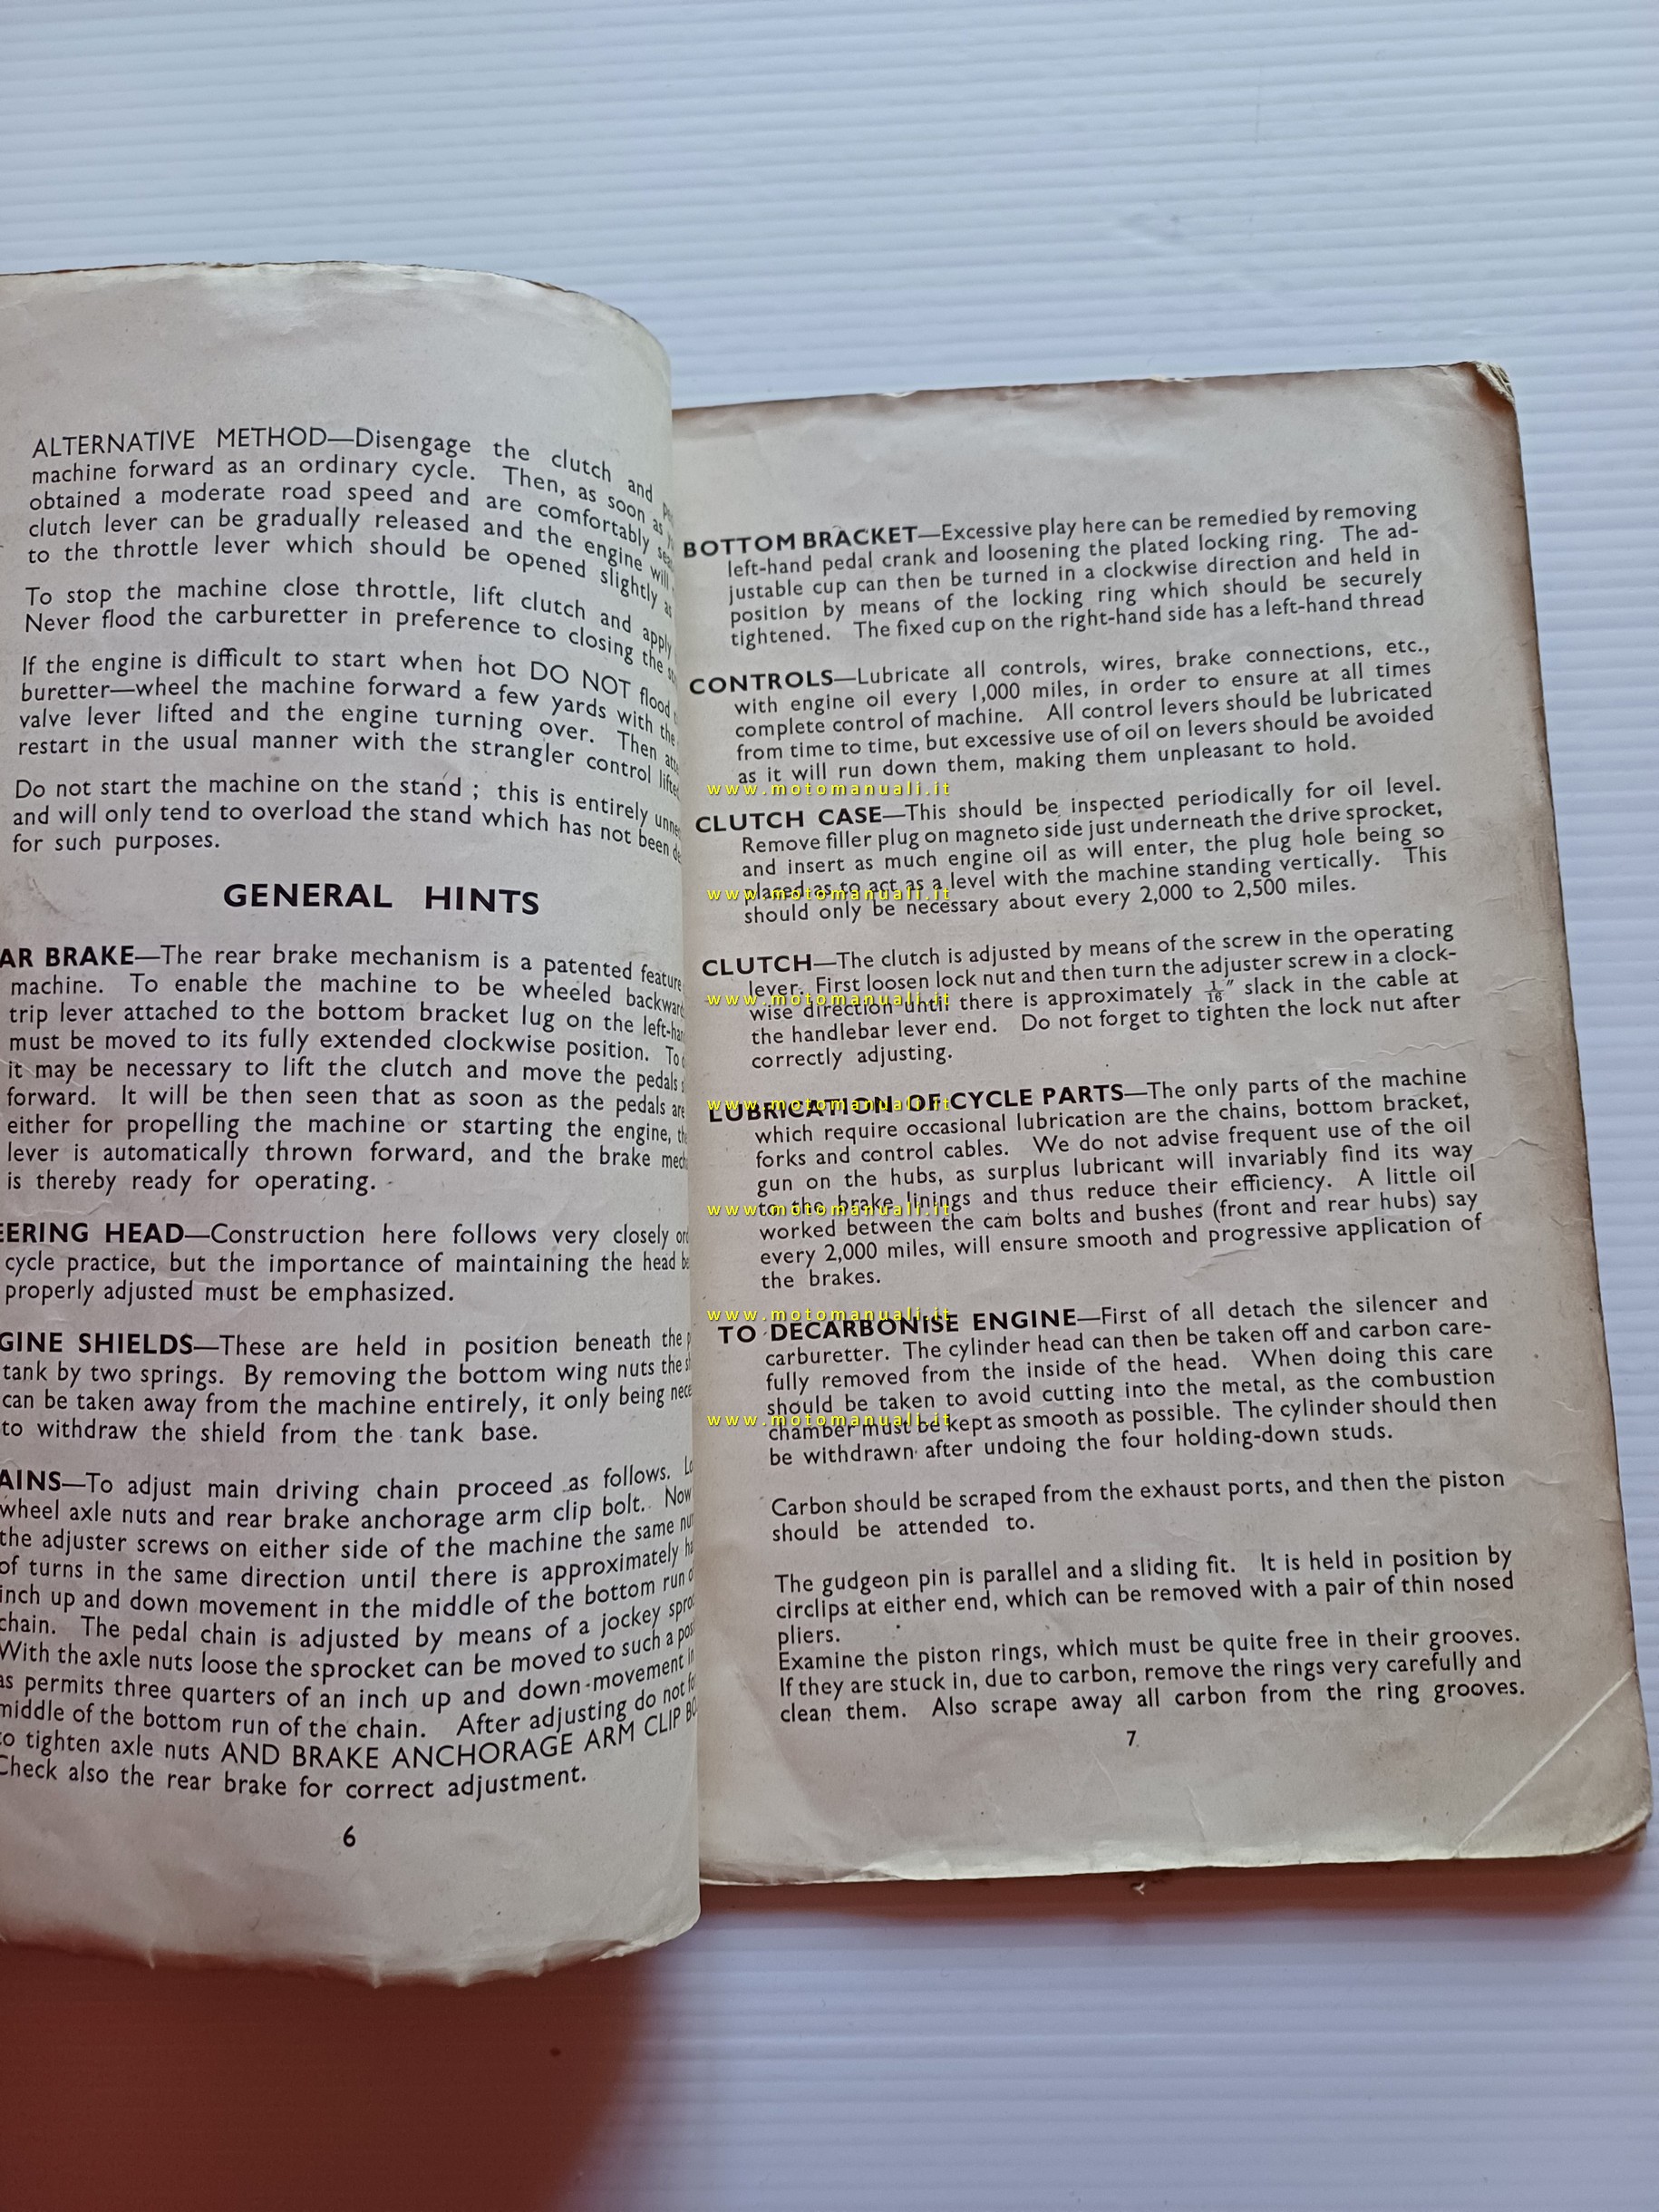 ALTERNATIVE METHOD—Disengage the clutch and
machine forward as an ordinary cycle. Then, as soon as
obtained a moderate road speed and are comfortably
clutch lever can be gradually released and the engine will
to the throttle lever which should be opened slightly
To stop the machine close throttle, lift clutch and apply
Never flood the carburetter in preference to closing the
If the engine is difficult to start when hot DO NOT flood
buretter—wheel the machine forward a few yards with the
valve lever lifted and the engine turning over. Then
restart in the usual manner with the strangler control
Do not start the machine on the stand ; this is entirely
and will only tend to overload the stand which has not been
for such purposes.
GENERAL HINTS
AR BRAKE—The rear brake mechanism is a patented feature
machine. To enable the machine to be wheeled
trip lever attached to the bottom bracket lug on the
must be moved to its fully extended clockwise position. To
it may be necessary to lift the clutch and move the pedals
forward. It will be then seen that as soon as the pedals are
either for propelling the machine or starting the engine,
lever is automatically thrown forward, and the brake
is thereby ready for operating.
EERING HEAD—Construction here follows very closely
cycle practice, but the importance of maintaining the head
properly adjusted must be emphasized.
GINE SHIELDS—These are held in position beneath the
tank by two springs. By removing the bottom wing nuts the
can be taken away from the machine entirely, it only being
to withdraw the shield from the tank base.
AINS—To adjust main driving chain proceed as follows.
wheel axle nuts and rear brake anchorage arm clip bolt. Now
the adjuster screws on either side of the machine the same
of turns in the same direction until there is approximately
inch up and down movement in the middle of the bottom run
chain. The pedal chain is adjusted by means of a jockey
With the axle nuts loose the sprocket can be moved to such a
as permits three quarters of an inch up and down movement
middle of the bottom run of the chain. After adjusting do not
to tighten axle nuts AND BRAKE ANCHORAGE ARM CLIP
Check also the rear brake for correct adjustment.
6
BOTTOM BRACKET—Excessive play here can be remedied by removing
left-hand pedal crank and loosening the plated locking ring. The ad-
justable cup can then be turned in a clockwise direction and held in
position by means of the locking ring which should be securely
tightened. The fixed cup on the right-hand side has a left-hand thread
CONTROLS—Lubricate all controls, wires, brake connections, etc.,
with engine oil every 1,000 miles, in order to ensure at all times
complete control of machine. All control levers should be lubricated
from time to time, but excessive use of oil on levers should be avoided
as it will run down them, making them unpleasant to hold.
www.motomanuali.it
CLUTCH CASE—This should be inspected periodically for oil level.
Remove filler plug on magneto side just underneath the drive sprocket,
and insert as much engine oil as will enter, the plug hole being so
placed as to act as a level with the machine standing vertically. This
www.motomanuali.it
should only be necessary about every 2,000 to 2,500 miles.
CLUTCH—The clutch is adjusted by means of the screw in the operating
lever. First loosen lock nut and then turn the adjuster screw in a clock-
www.motomanuali.it
wise direction until there is approximately 1/16" slack in the cable at
the handlebar lever end. Do not forget to tighten the lock nut after
correctly adjusting.
LUBRICATION OF CYCLE PARTS—The only parts of the machine
www.motomanuali.it
which require occasional lubrication are the chains, bottom bracket,
forks and control cables. We do not advise frequent use of the oil
gun on the hubs, as surplus lubricant will invariably find its way
to the brake linings and thus reduce their efficiency. A little oil
www.motomanuali.it
worked between the cam bolts and bushes (front and rear hubs) say
every 2,000 miles, will ensure smooth and progressive application of
the brakes.
www.motomanuali.it
TO DECARBONISE ENGINE—First of all detach the silencer and
carburetter. The cylinder head can then be taken off and carbon care-
fully removed from the inside of the head. When doing this care
should be taken to avoid cutting into the metal, as the combustion
chamber must be kept as smooth as possible. The cylinder should then
www.motomanuali.it
be withdrawn after undoing the four holding-down studs.
Carbon should be scraped from the exhaust ports, and then the piston
should be attended to.
The gudgeon pin is parallel and a sliding fit. It is held in position by
circlips at either end, which can be removed with a pair of thin nosed
pliers.
Examine the piston rings, which must be quite free in their grooves.
If they are stuck in, due to carbon, remove the rings very carefully and
clean them. Also scrape away all carbon from the ring grooves.
7